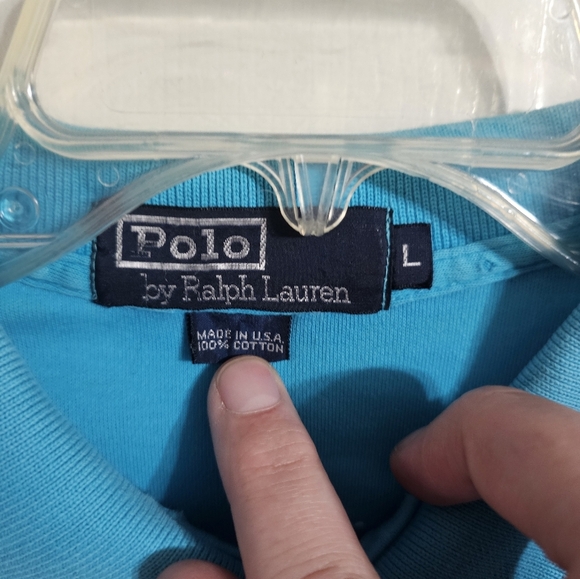 Polo
by Ralph Lauren
L
MADE IN U.S.A.
100% COTTON